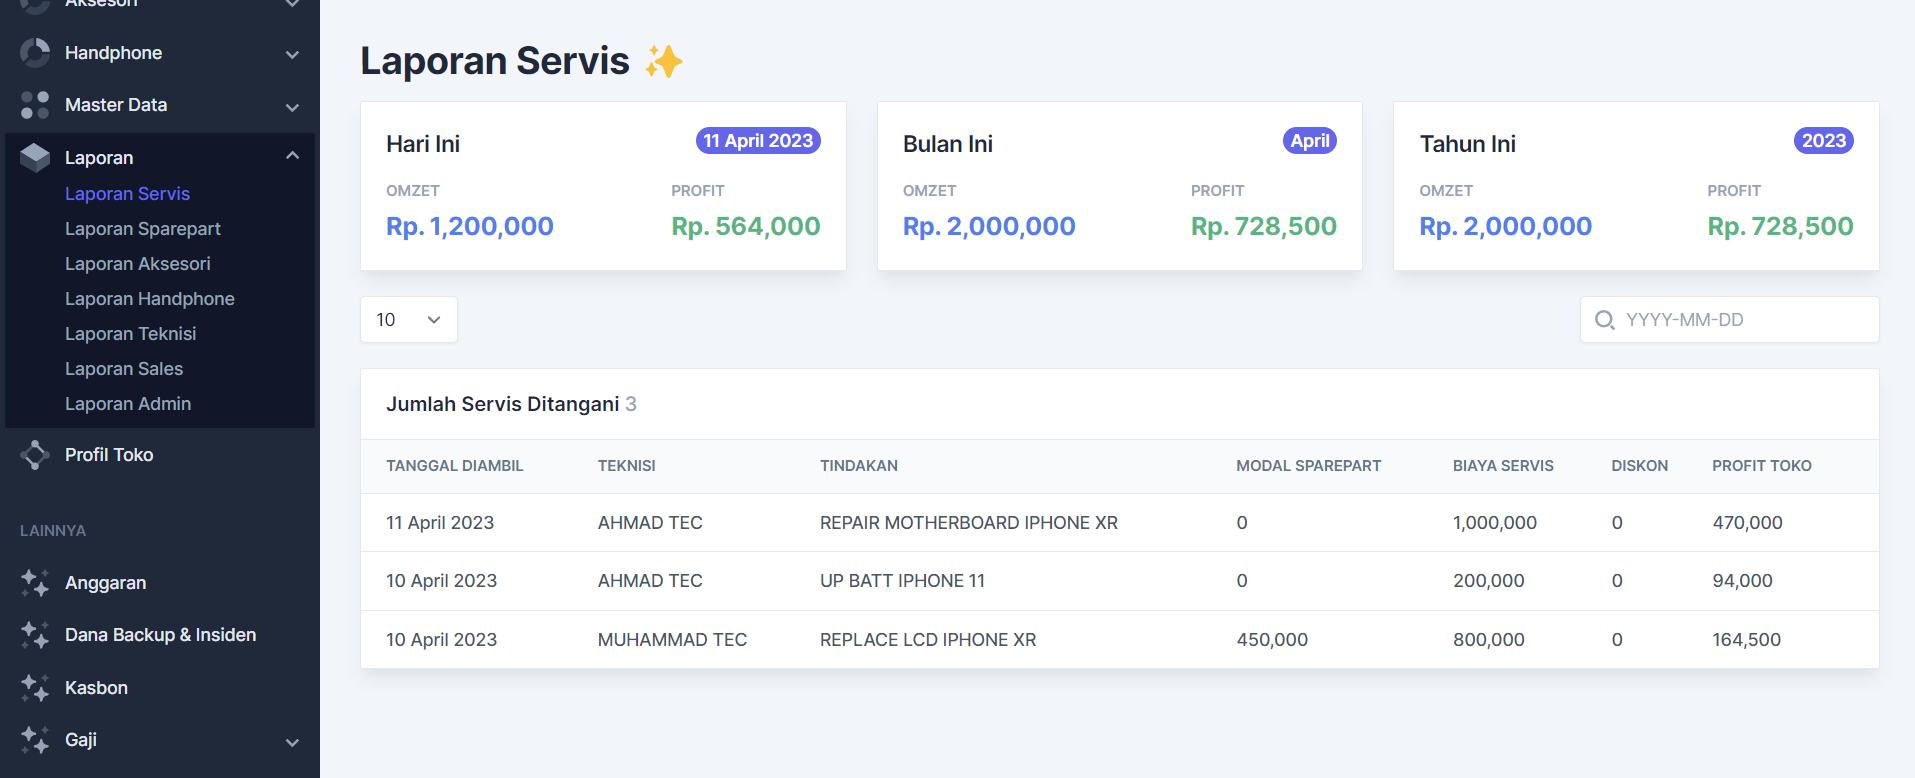 Aksesori
Handphone
Master Data
Laporan
Laporan Servis
Laporan Sparepart
Laporan Aksesori
Laporan Handphone
Laporan Teknisi
Laporan Sales
Laporan Admin
Profil Toko
LAINNYA
Anggaran
Dana Backup & Insiden
Kasbon
Gaji
Laporan Servis ✨
Hari Ini 11 April 2023
OMZET PROFIT
Rp. 1,200,000 Rp. 564,000
Bulan Ini April
OMZET PROFIT
Rp. 2,000,000 Rp. 728,500
Tahun Ini 2023
OMZET PROFIT
Rp. 2,000,000 Rp. 728,500
10
YYYY-MM-DD
Jumlah Servis Ditangani 3
TANGGAL DIAMBIL TEKNISI TINDAKAN MODAL SPAREPART BIAYA SERVIS DISKON PROFIT TOKO
11 April 2023 AHMAD TEC REPAIR MOTHERBOARD IPHONE XR 0 1,000,000 0 470,000
10 April 2023 AHMAD TEC UP BATT IPHONE 11 0 200,000 0 94,000
10 April 2023 MUHAMMAD TEC REPLACE LCD IPHONE XR 450,000 800,000 0 164,500